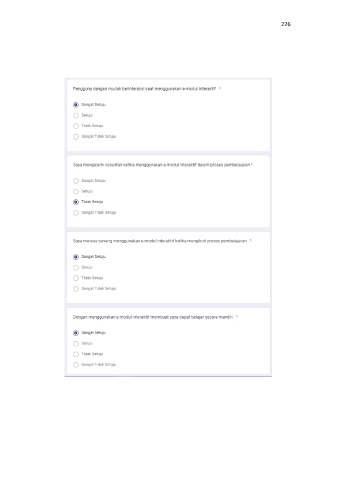 226
Pengguna dengan mudah berinteraksi saat menggunakan e-modul interaktif *
Sangat Setuju
Setuju
Tidak Setuju
Sangat Tidak Setuju
Saya mengalami kesulitan ketika menggunakan e-modul interaktif dalam proses pembelajaran *
Sangat Setuju
Setuju
Tidak Setuju
Sangat Tidak Setuju
Saya merasa senang menggunakan e-modul interaktif ketika mengikuti proses pembelajaran *
Sangat Setuju
Setuju
Tidak Setuju
Sangat Tidak Setuju
Dengan menggunakan e-modul interaktif membuat saya dapat belajar secara mandiri *
Sangat Setuju
Setuju
Tidak Setuju
Sangat Tidak Setuju